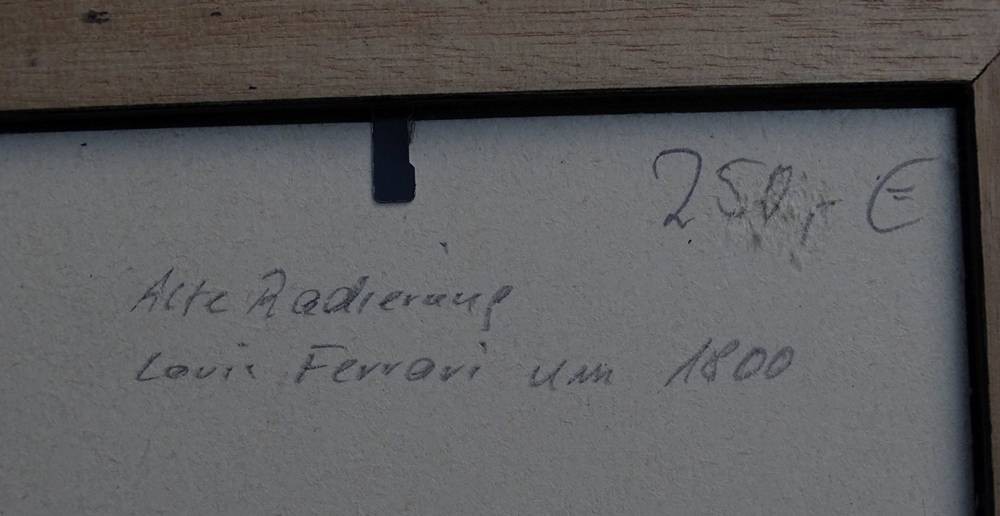 250,- €
Alte Radierung
Louis Ferrari um 1800